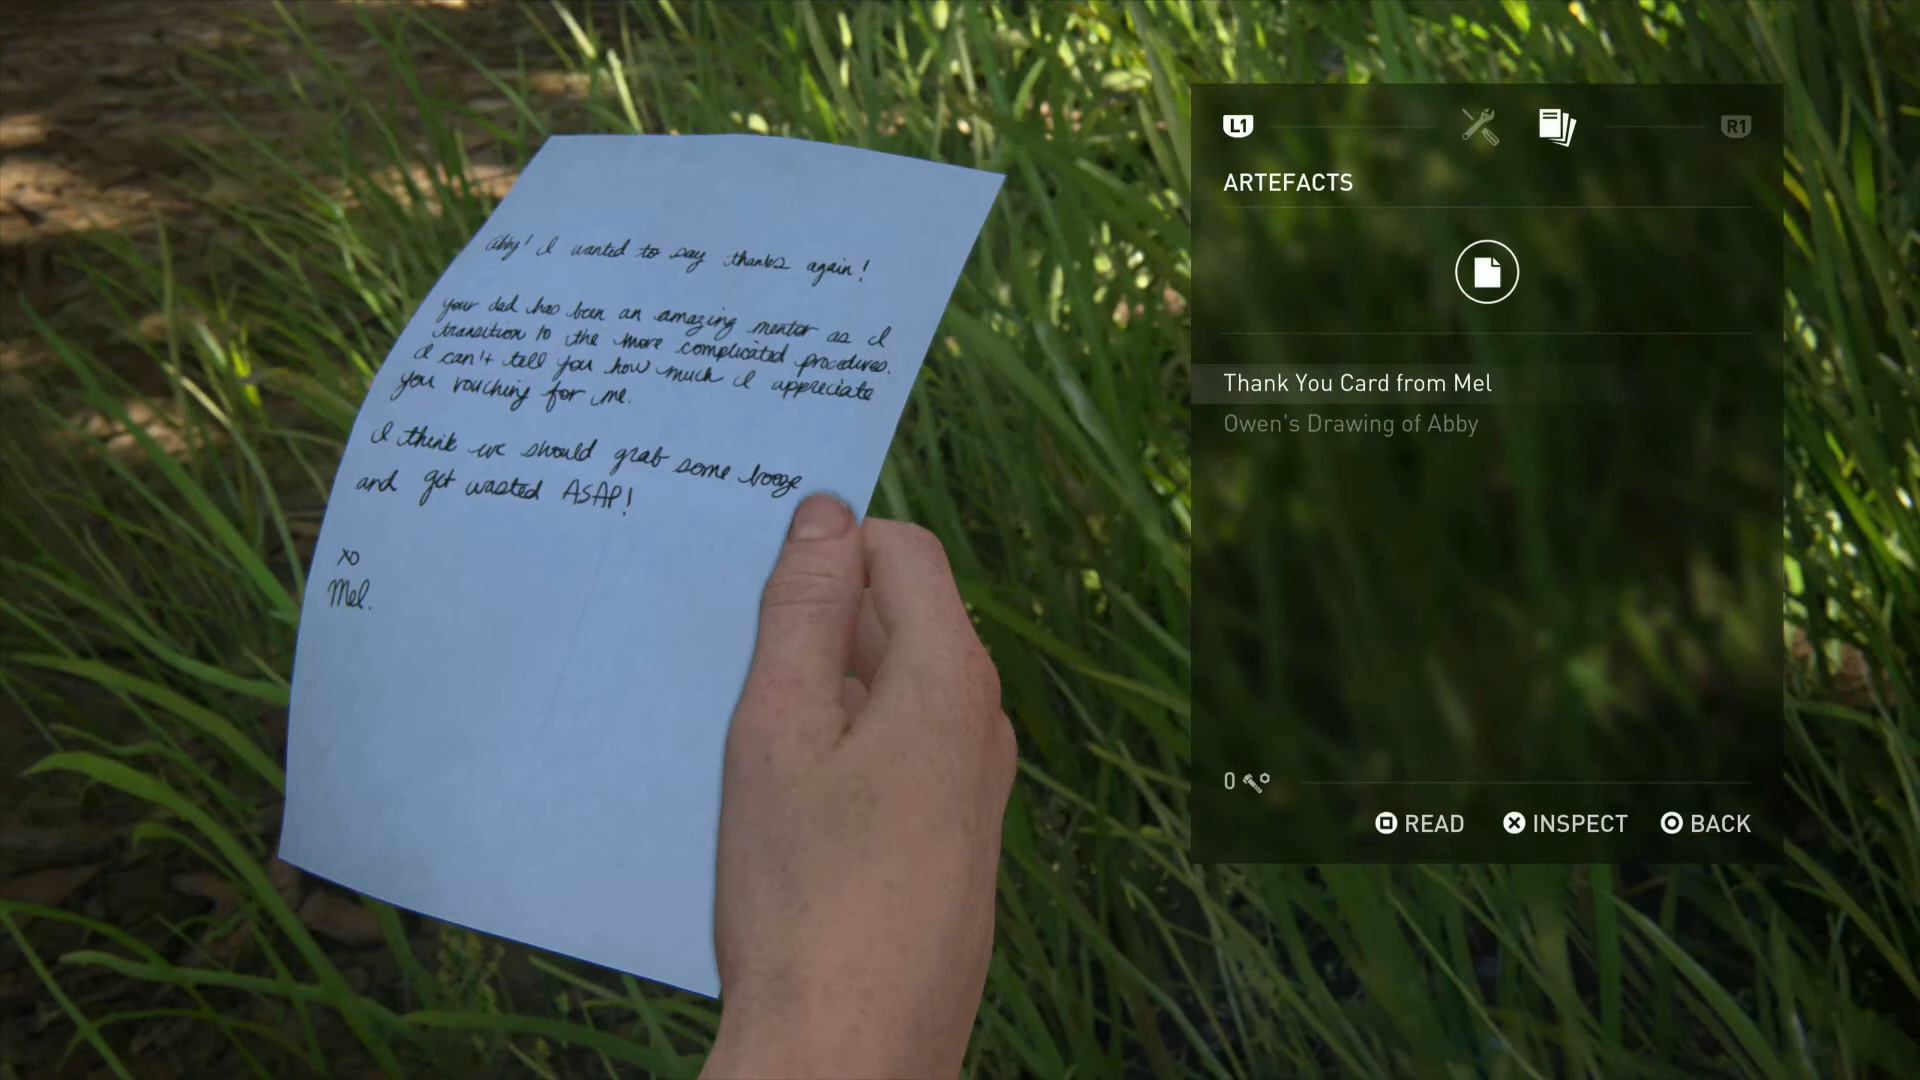 Abby! I wanted to say thanks again!
your dad has been an amazing mentor as I
transition to the more complicated procedures.
I can't tell you how much I appreciate
you vouching for me.
I think we should grab some booze
and get wasted ASAP!
xo
Mel.
L1
R1
ARTEFACTS
Thank You Card from Mel
Owen's Drawing of Abby
0
READ INSPECT BACK